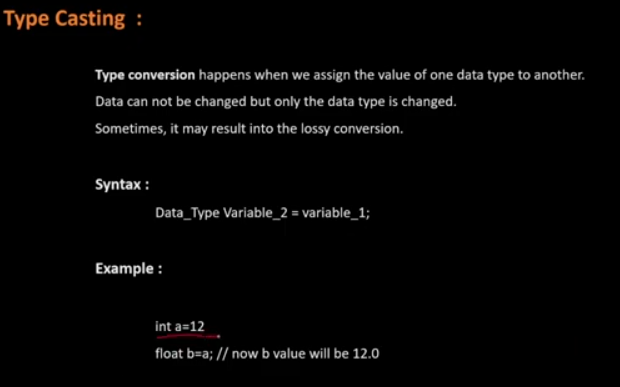 Type Casting :
Type conversion happens when we assign the value of one data type to another.
Data can not be changed but only the data type is changed.
Sometimes, it may result into the lossy conversion.
Syntax :
Data_Type Variable_2 = variable_1;
Example :
int a=12
float b=a; // now b value will be 12.0